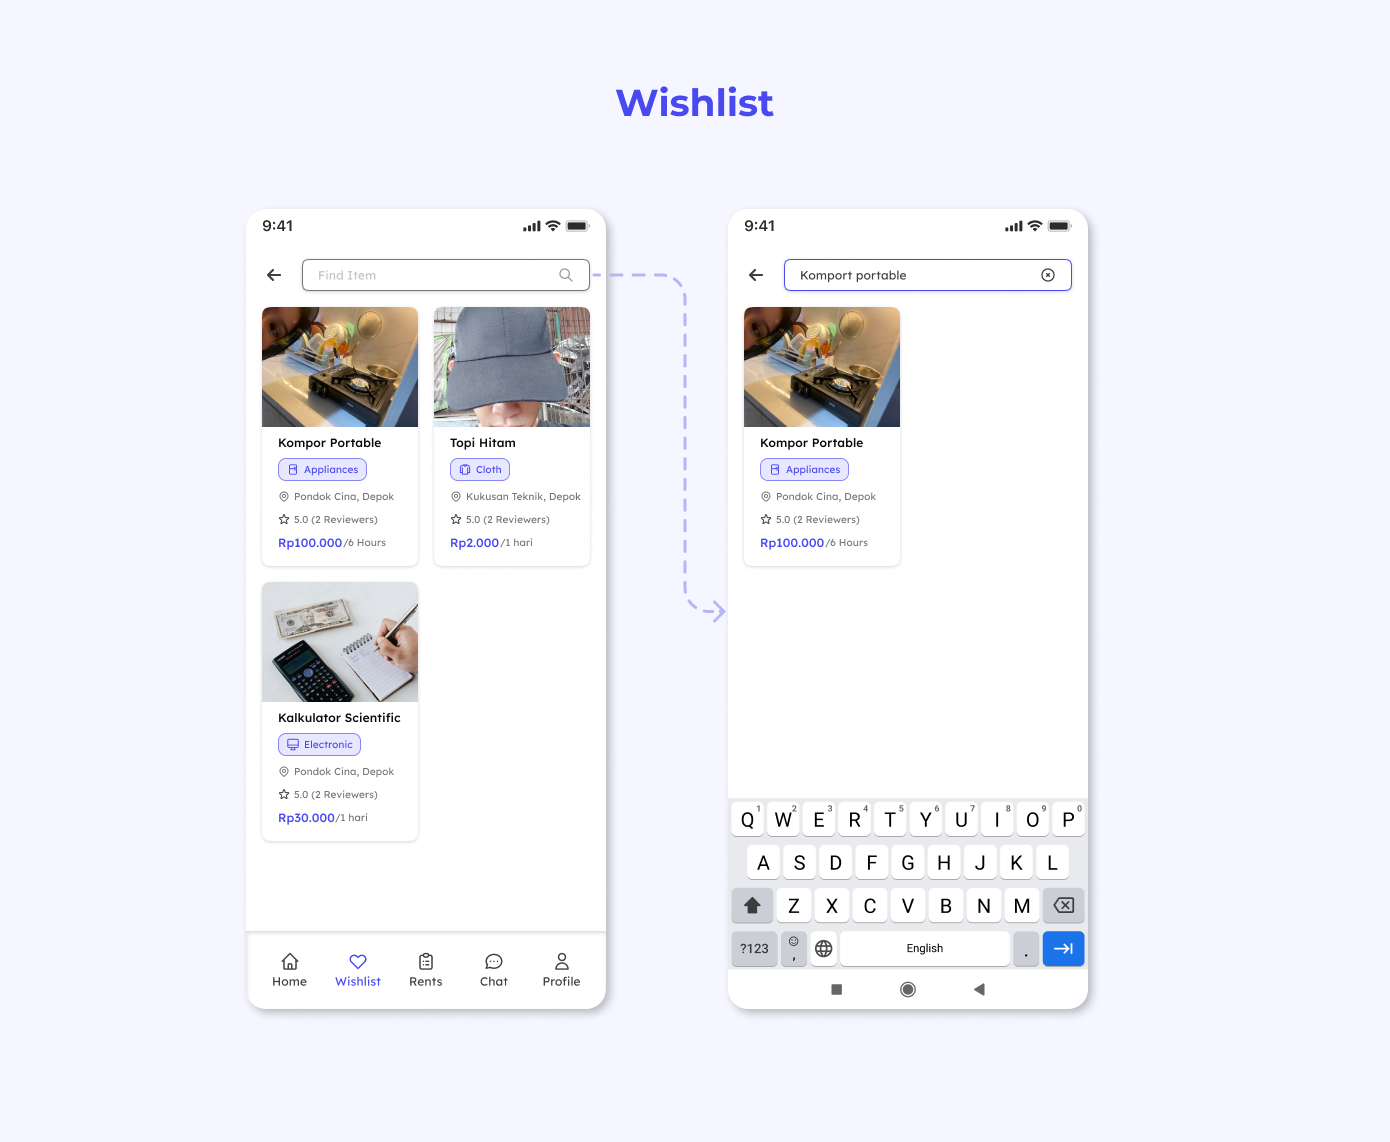 Wishlist
9:41
Find Item
Kompor Portable
Appliances
Pondok Cina, Depok
5.0 (2 Reviewers)
Rp100.000/6 Hours
Topi Hitam
Cloth
Kukusan Teknik, Depok
5.0 (2 Reviewers)
Rp2.000/1 hari
Kalkulator Scientific
Electronic
Pondok Cina, Depok
5.0 (2 Reviewers)
Rp30.000/1 hari
Home Wishlist Rents Chat Profile
9:41
Komport portable
Kompor Portable
Appliances
Pondok Cina, Depok
5.0 (2 Reviewers)
Rp100.000/6 Hours
Q 1 W 2 E 3 R 4 T 5 Y 6 U 7 I 8 O 9 P 0
A S D F G H J K L
Z X C V B N M
?123 , English .